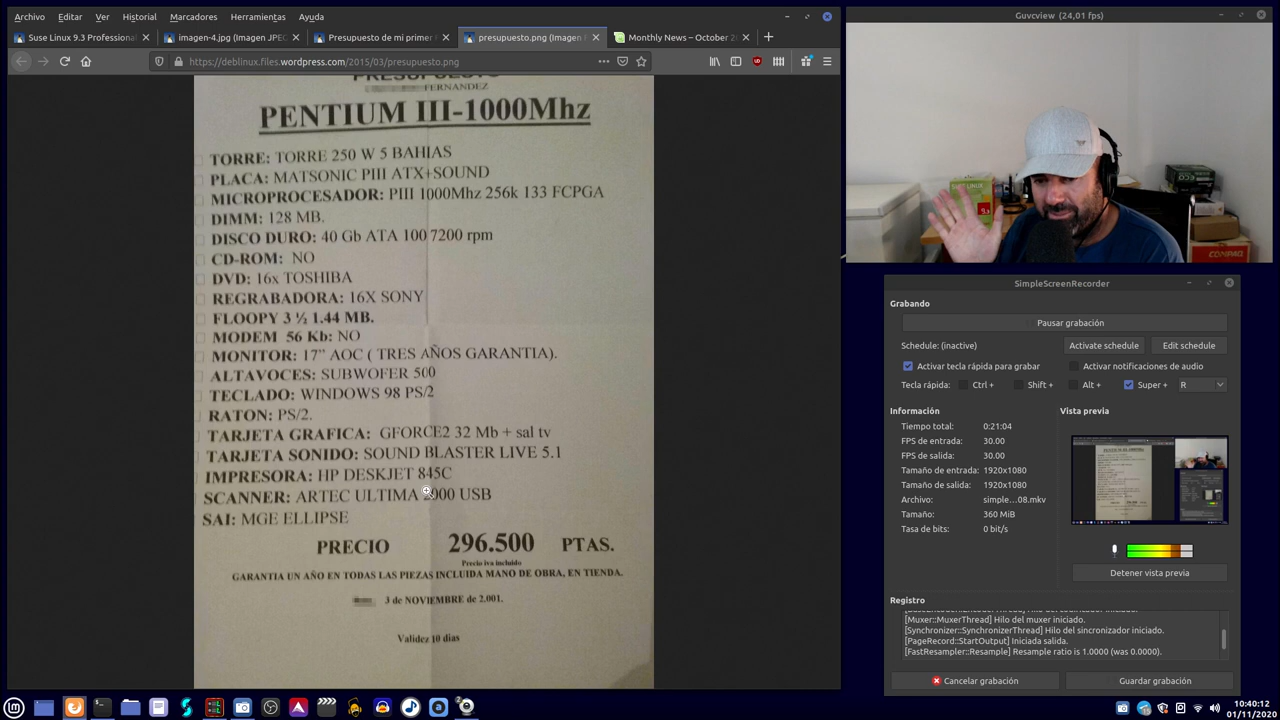 Archivo Editar Ver Historial Marcadores Herramientas Ayuda
Suse Linux 9.3 Professional
imagen-4.jpg (Imagen JPEG
Presupuesto de mi primer
presupuesto.png (Imagen
Monthly News – October 20
https://deblinux.files.wordpress.com/2015/03/presupuesto.png
PRESUPUESTO
FERNANDEZ
PENTIUM III-1000Mhz
TORRE: TORRE 250 W 5 BAHIAS
PLACA: MATSONIC PIII ATX+SOUND
MICROPROCESADOR: PIII 1000Mhz 256k 133 FCPGA
DIMM: 128 MB.
DISCO DURO: 40 Gb ATA 100 7200 rpm
CD-ROM: NO
DVD: 16x TOSHIBA
REGRABADORA: 16X SONY
FLOOPY 3 ½ 1.44 MB.
MODEM 56 Kb: NO
MONITOR: 17” AOC ( TRES AÑOS GARANTIA).
ALTAVOCES: SUBWOFER 500
TECLADO: WINDOWS 98 PS/2
RATON: PS/2.
TARJETA GRAFICA: GFORCE2 32 Mb + sal tv
TARJETA SONIDO: SOUND BLASTER LIVE 5.1
IMPRESORA: HP DESKJET 845C
SCANNER: ARTEC ULTIMA 2000 USB
SAI: MGE ELLIPSE
PRECIO 296.500 PTAS.
Precio iva incluido
GARANTIA UN AÑO EN TODAS LAS PIEZAS INCLUIDA MANO DE OBRA, EN TIENDA.
3 de NOVIEMBRE de 2.001.
Validez 10 dias
Guvcview (24,01 fps)
9.3
COMPAQ
SimpleScreenRecorder
Grabando
Pausar grabación
Schedule: (inactive) Activate schedule Edit schedule
Activar tecla rápida para grabar Activar notificaciones de audio
Tecla rápida: Ctrl + Shift + Alt + Super + R
Información
Tiempo total: 0:21:04
FPS de entrada: 30.00
FPS de salida: 30.00
Tamaño de entrada: 1920x1080
Tamaño de salida: 1920x1080
Archivo: simple…08.mkv
Tamaño: 360 MiB
Tasa de bits: 0 bit/s
Vista previa
Detener vista previa
Registro
[Muxer::MuxerThread] Hilo del muxer iniciado.
[Synchronizer::SynchronizerThread] Hilo del sincronizador iniciado.
[PageRecord::StartOutput] Iniciada salida.
[FastResampler::Resample] Resample ratio is 1.0000 (was 0.0000).
Cancelar grabación Guardar grabación
10:40:12
01/11/2020